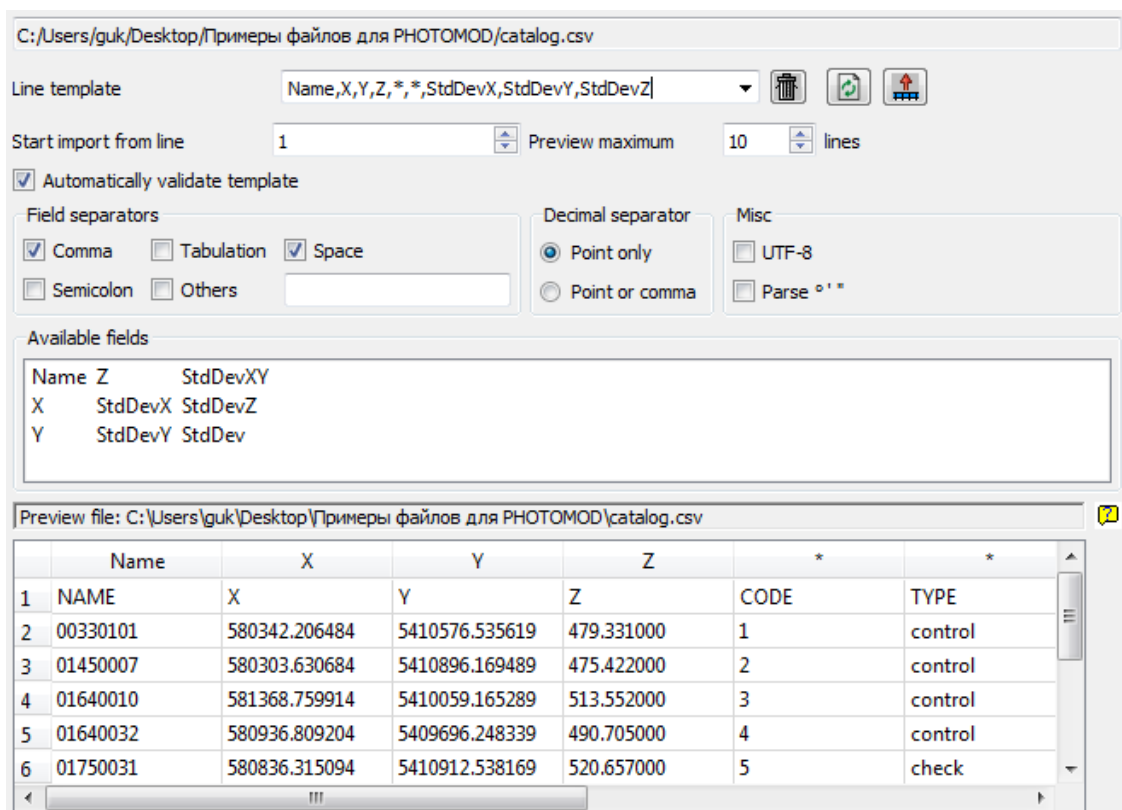 C:/Users/guk/Desktop/Примеры файлов для PHOTOMOD/catalog.csv
Line template Name,X,Y,Z,*,*,StdDevX,StdDevY,StdDevZ
Start import from line 1 Preview maximum 10 lines
Automatically validate template
Field separators Decimal separator Misc
Comma Tabulation Space Point only UTF-8
Semicolon Others Point or comma Parse ° ' "
Available fields
Name Z StdDevXY
X StdDevX StdDevZ
Y StdDevY StdDev
Preview file: C:\Users\guk\Desktop\Примеры файлов для PHOTOMOD\catalog.csv ?
Name X Y Z * *
1 NAME X Y Z CODE TYPE
2 00330101 580342.206484 5410576.535619 479.331000 1 control
3 01450007 580303.630684 5410896.169489 475.422000 2 control
4 01640010 581368.759914 5410059.165289 513.552000 3 control
5 01640032 580936.809204 5409696.248339 490.705000 4 control
6 01750031 580836.315094 5410912.538169 520.657000 5 check